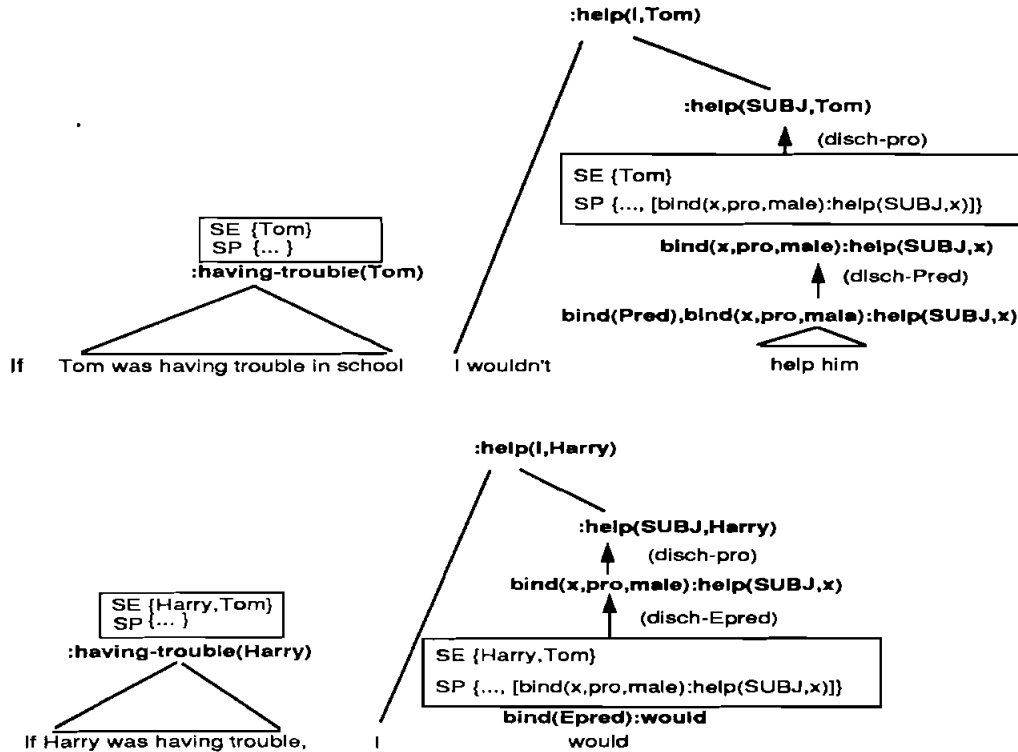 :help(I,Tom)
:help(SUBJ,Tom)
(disch-pro)
SE {Tom}
SP {..., [bind(x,pro,male):help(SUBJ,x)]}
SE {Tom}
SP {... }
:having-trouble(Tom)
bind(x,pro,male):help(SUBJ,x)
(disch-Pred)
bind(Pred),bind(x,pro,male):help(SUBJ,x)
If Tom was having trouble in school I wouldn't help him
:help(I,Harry)
:help(SUBJ,Harry)
(disch-pro)
bind(x,pro,male):help(SUBJ,x)
(disch-Epred)
SE {Harry,Tom}
SP {... }
:having-trouble(Harry)
SE {Harry,Tom}
SP {..., [bind(x,pro,male):help(SUBJ,x)]}
bind(Epred):would
If Harry was having trouble, I would